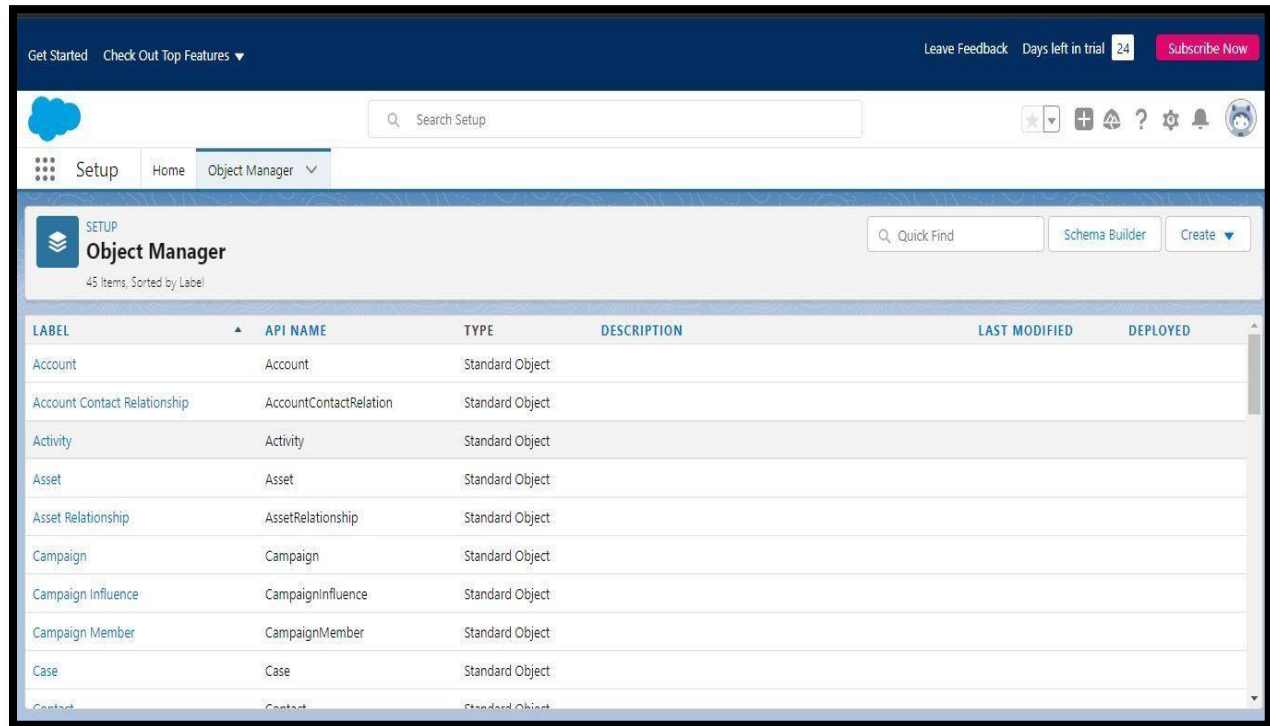 Get Started Check Out Top Features Leave Feedback Days left in trial 24 Subscribe Now
Search Setup
Setup Home Object Manager
SETUP
Object Manager
45 Items, Sorted by Label
Quick Find Schema Builder Create
LABEL API NAME TYPE DESCRIPTION LAST MODIFIED DEPLOYED
Account Account Standard Object
Account Contact Relationship AccountContactRelation Standard Object
Activity Activity Standard Object
Asset Asset Standard Object
Asset Relationship AssetRelationship Standard Object
Campaign Campaign Standard Object
Campaign Influence CampaignInfluence Standard Object
Campaign Member CampaignMember Standard Object
Case Case Standard Object
Contact Contact Standard Object